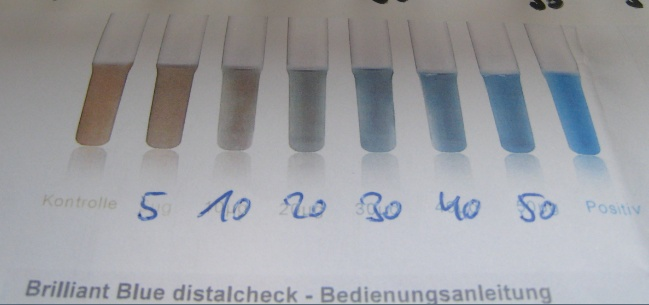 Kontrolle 5 10 20 30 40 50 Positiv
Brilliant Blue distalcheck - Bedienungsanleitung